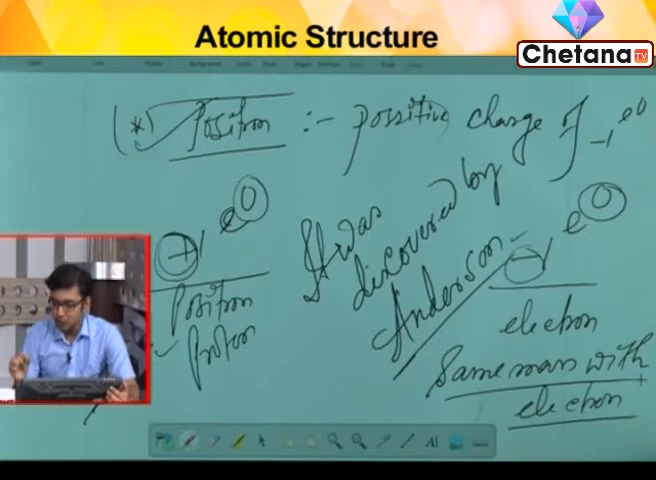 Atomic Structure
Chetana TV
(*) Positron :- positive charge of -1e0
+1e0
Positron
Proton
It was
discovered by
Anderson
-1e0
electron
Same mass with
electron